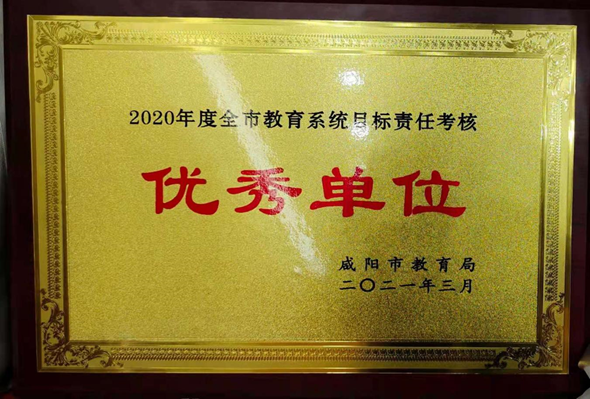 2020年度全市教育系统目标责任考核
优秀单位
咸阳市教育局
二〇二一年三月